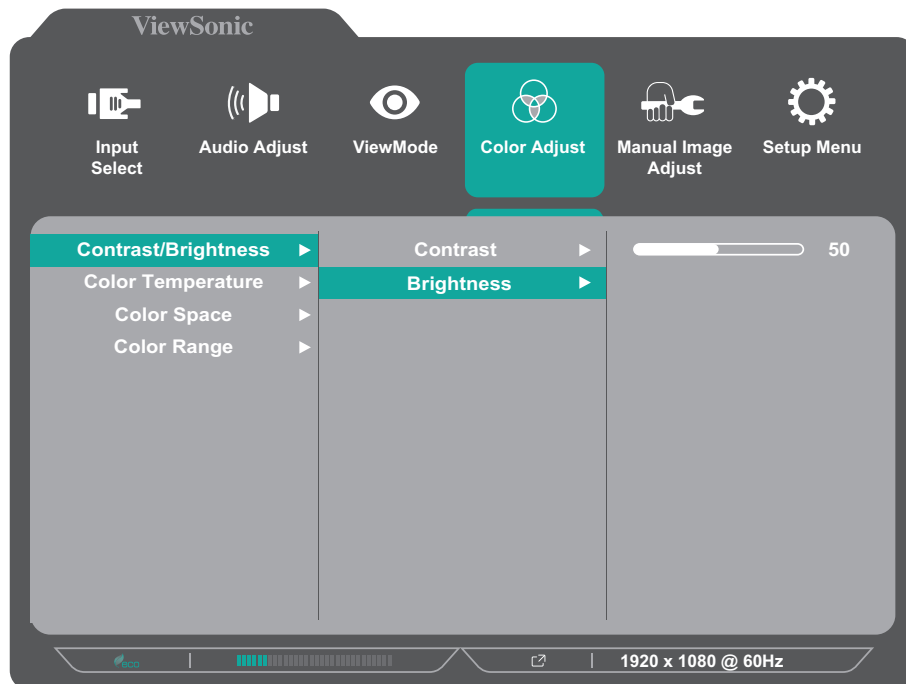 ViewSonic
Input Select
Audio Adjust
ViewMode
Color Adjust
Manual Image Adjust
Setup Menu
Contrast/Brightness
Contrast
50
Color Temperature
Brightness
Color Space
Color Range
eco
1920 x 1080 @ 60Hz